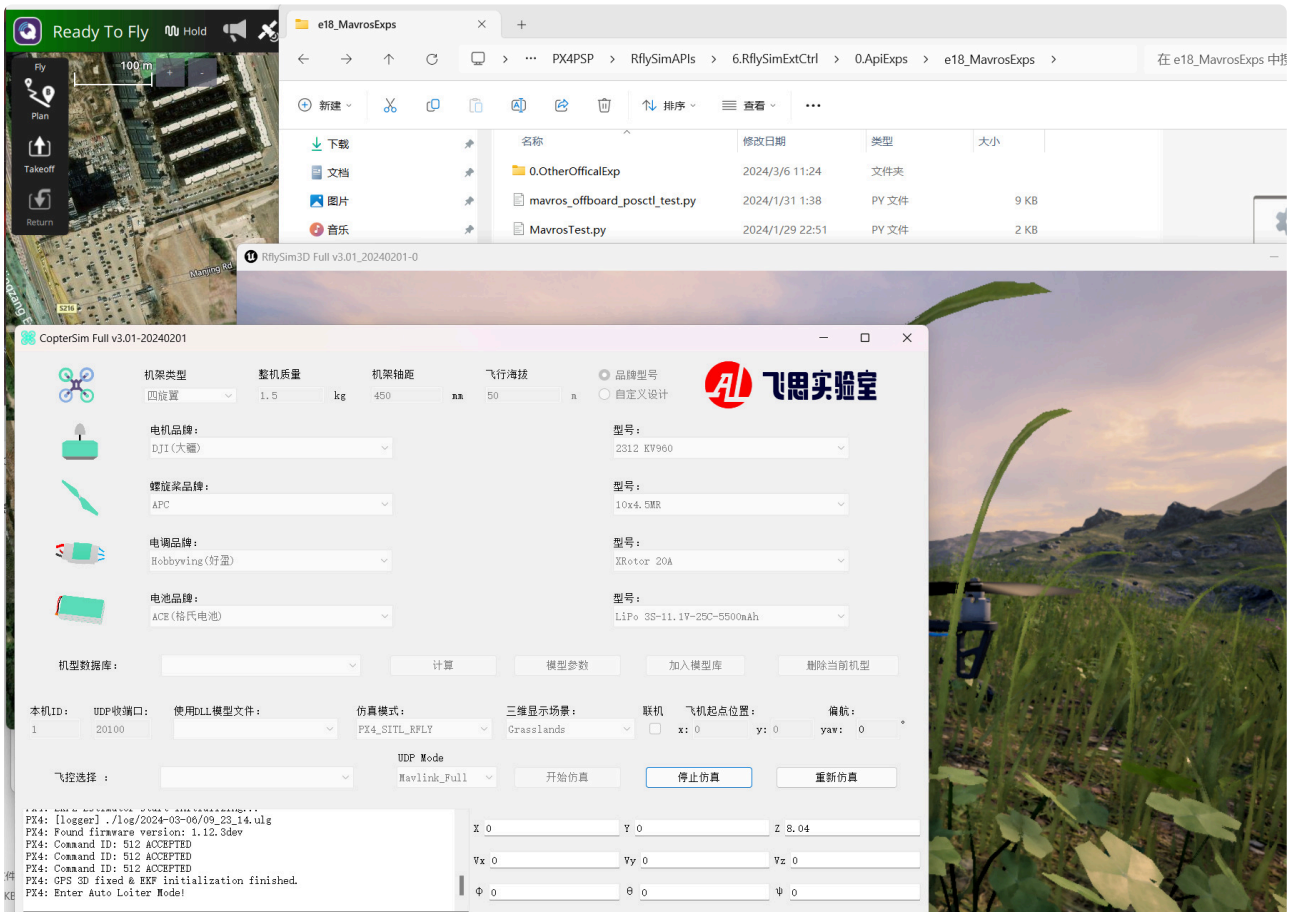 Ready To Fly
Hold
e18_MavrosExps
Fly
100 m
+
-
Plan
Takeoff
Return
Manjing Rd
S216
PX4PSP > RflySimAPIs > 6.RflySimExtCtrl > 0.ApiExps > e18_MavrosExps >
在 e18_MavrosExps 中
新建
排序
查看
下载
文档
图片
音乐
名称 修改日期 类型 大小
0.OtherOfficalExp 2024/3/6 11:24 文件夹
mavros_offboard_posctl_test.py 2024/1/31 1:38 PY 文件 9 KB
MavrosTest.py 2024/1/29 22:51 PY 文件 2 KB
RflySim3D Full v3.01_20240201-0
CopterSim Full v3.01-20240201
机架类型 整机质量 机架轴距 飞行海拔 品牌型号
四旋翼 1.5 kg 450 mm 50 m 自定义设计
飞思实验室
电机品牌: 型号:
DJI(大疆) 2312 KV960
螺旋桨品牌: 型号:
APC 10x4.5MR
电调品牌: 型号:
Hobbywing(好盈) XRotor 20A
电池品牌: 型号:
ACE(格氏电池) LiPo 3S-11.1V-25C-5500mAh
机型数据库: 计算 模型参数 加入模型库 删除当前机型
本机ID: UDP收端口: 使用DLL模型文件: 仿真模式: 三维显示场景: 联机 飞机起点位置: 偏航:
1 20100 PX4_SITL_RFLY Grasslands x: 0 y: 0 yaw: 0 °
UDP Mode
飞控选择 : Mavlink_Full 开始仿真 停止仿真 重新仿真
PX4: [logger] ./log/2024-03-06/09_23_14.ulg
PX4: Found firmware version: 1.12.3dev
PX4: Command ID: 512 ACCEPTED
PX4: Command ID: 512 ACCEPTED
PX4: Command ID: 512 ACCEPTED
PX4: GPS 3D fixed & EKF initialization finished.
PX4: Enter Auto Loiter Mode!
X 0 Y 0 Z 8.04
Vx 0 Vy 0 Vz 0
Φ 0 θ 0 ψ 0